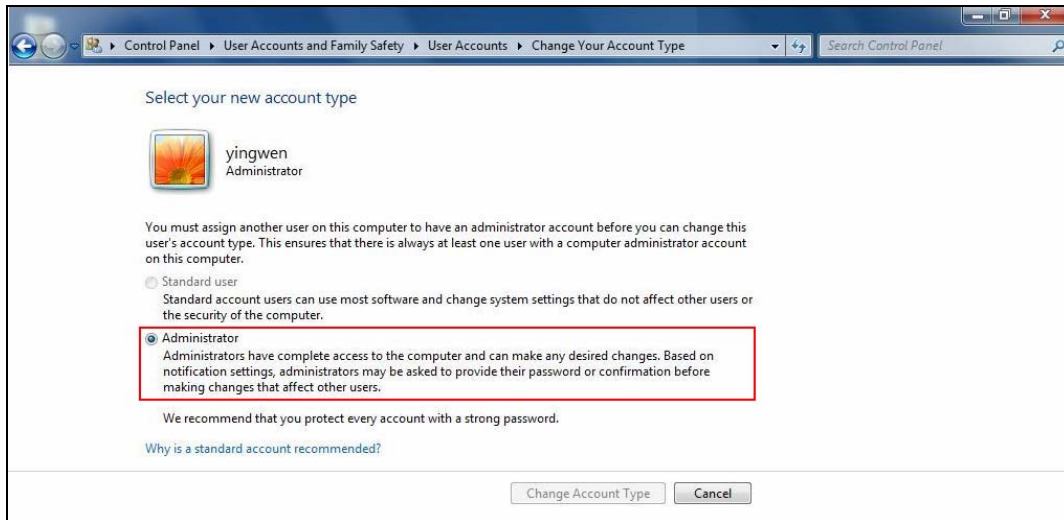 Control Panel ▸ User Accounts and Family Safety ▸ User Accounts ▸ Change Your Account Type
Search Control Panel
Select your new account type
yingwen
Administrator
You must assign another user on this computer to have an administrator account before you can change this
user's account type. This ensures that there is always at least one user with a computer administrator account
on this computer.
Standard user
Standard account users can use most software and change system settings that do not affect other users or
the security of the computer.
Administrator
Administrators have complete access to the computer and can make any desired changes. Based on
notification settings, administrators may be asked to provide their password or confirmation before
making changes that affect other users.
We recommend that you protect every account with a strong password.
Why is a standard account recommended?
Change Account Type
Cancel